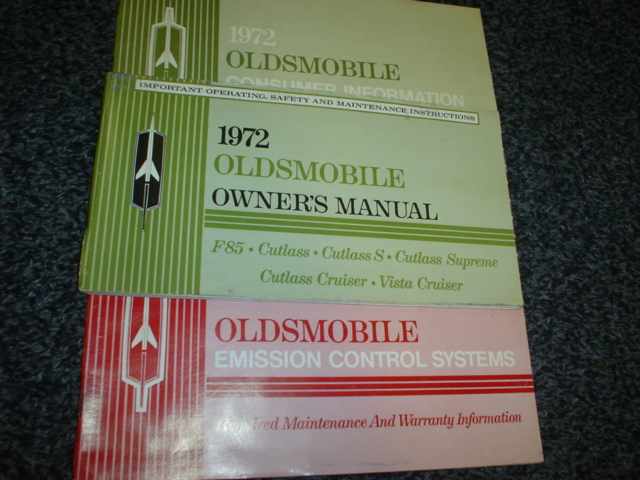 1972
OLDSMOBILE
CONSUMER INFORMATION
IMPORTANT OPERATING, SAFETY AND MAINTENANCE INSTRUCTIONS
1972
OLDSMOBILE
OWNER'S MANUAL
F85 • Cutlass • Cutlass S • Cutlass Supreme
Cutlass Cruiser • Vista Cruiser
OLDSMOBILE
EMISSION CONTROL SYSTEMS
Required Maintenance And Warranty Information